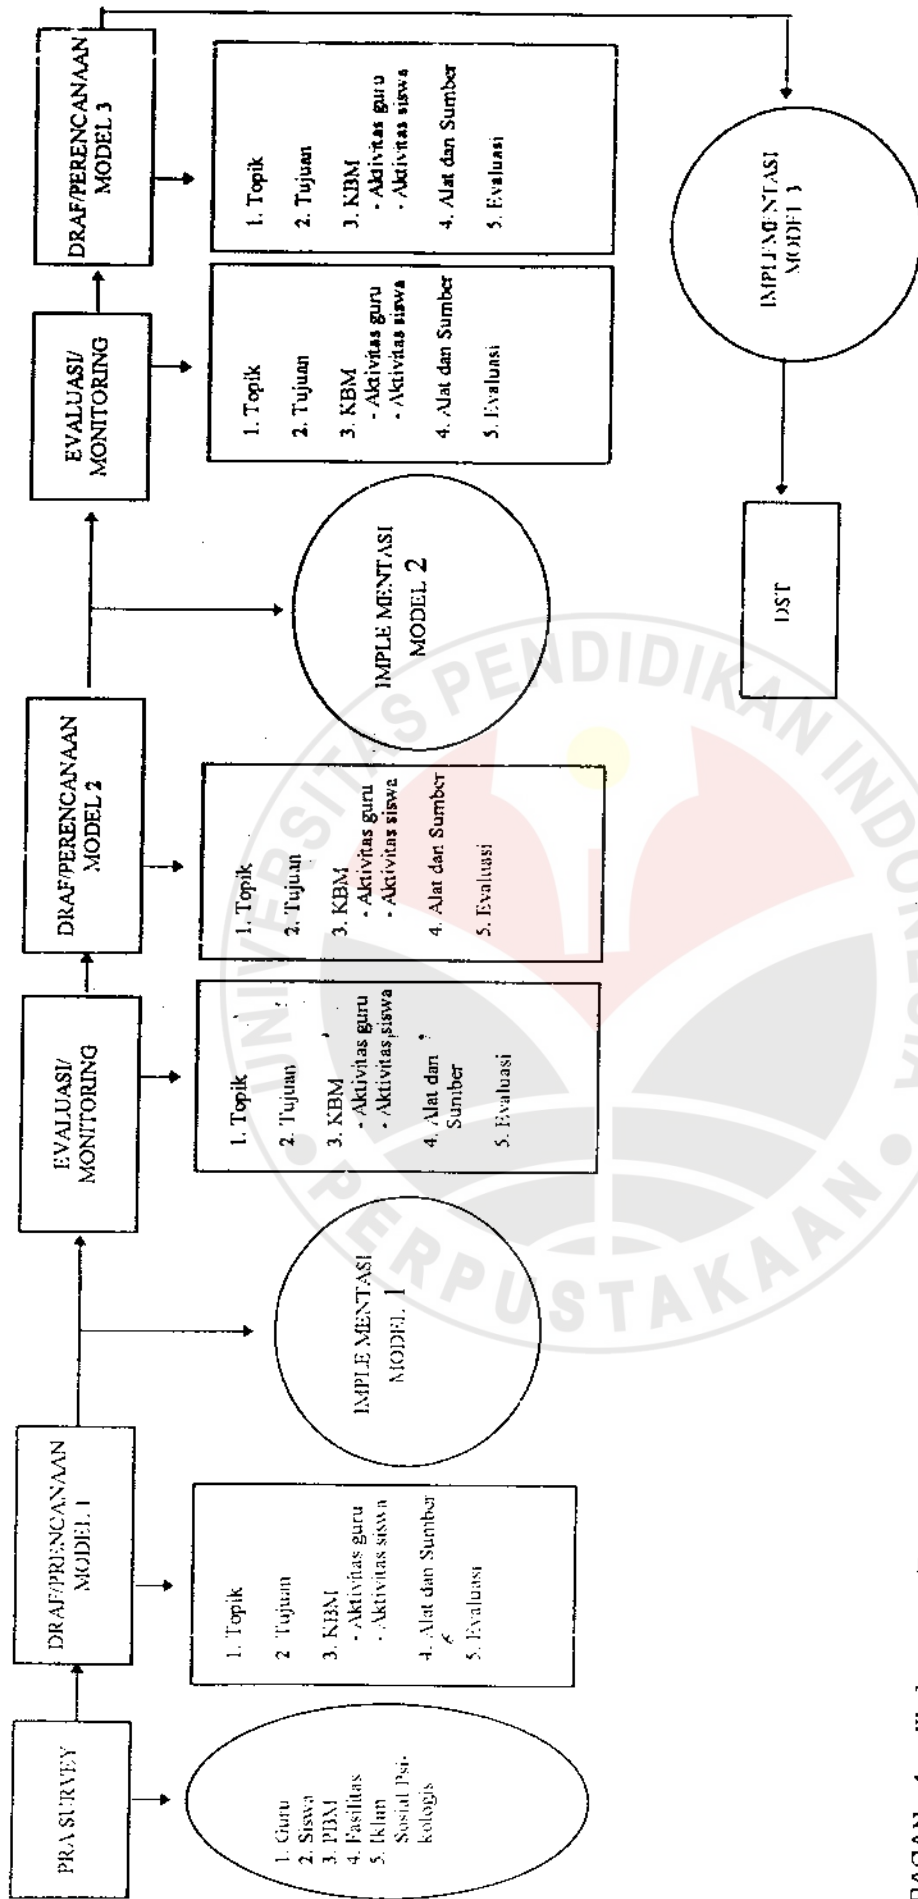 PRA SURVEY
1. Guru
2. Siswa
3. PBM
4. Fasilitas
5. Iklim
Sosial Psi-
kologis
DRAF/PRENCANAAN
MODEL 1
1. Topik
2 Tujuan
3. KBM
- Aktivitas guru
- Aktivitas siswa
4. Alat dan Sumber
5. Evaluasi
IMPLE MENTASI
MODEL 1
EVALUASI/
MONITORING
1. Topik
2. Tujuan
3. KBM
- Aktivitas guru
- Aktivitas siswa
4. Alat dan
Sumber
5. Evaluasi
DRAF/PERENCANAAN
MODEL 2
1. Topik
2. Tujuan
3. KBM
- Aktivitas guru
- Aktivitas siswa
4. Alat dan Sumber
5. Evaluasi
IMPLE MENTASI
MODEL 2
EVALUASI/
MONITORING
1. Topik
2. Tujuan
3. KBM
- Aktivitas guru
- Aktivitas siswa
4. Alat dan Sumber
5. Evaluasi
DRAF/PERENCANAAN
MODEL 3
1. Topik
2. Tujuan
3. KBM
- Aktivitas guru
- Aktivitas siswa
4. Alat dan Sumber
5. Evaluasi
IMPLEMENTASI
MODEL 3
DST
UNIVERSITAS PENDIDIKAN INDONESIA
PERPUSTAKAAN